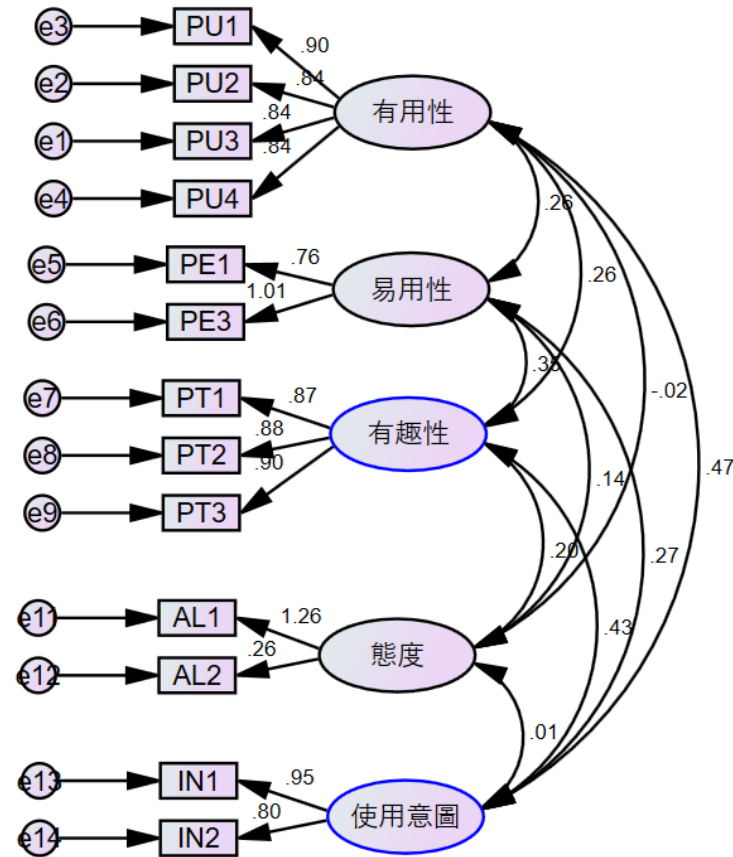 e3
PU1
.90
e2
PU2
.84
有用性
e1
PU3
.84
e4
PU4
.84
.26
e5
PE1
.76
易用性
.26
e6
PE3
1.01
e7
PT1
.87
-.02
e8
PT2
.88
有趣性
.47
e9
PT3
.90
.14
.20
.27
e11
AL1
1.26
.43
態度
e12
AL2
.26
.01
e13
IN1
.95
使用意圖
e14
IN2
.80